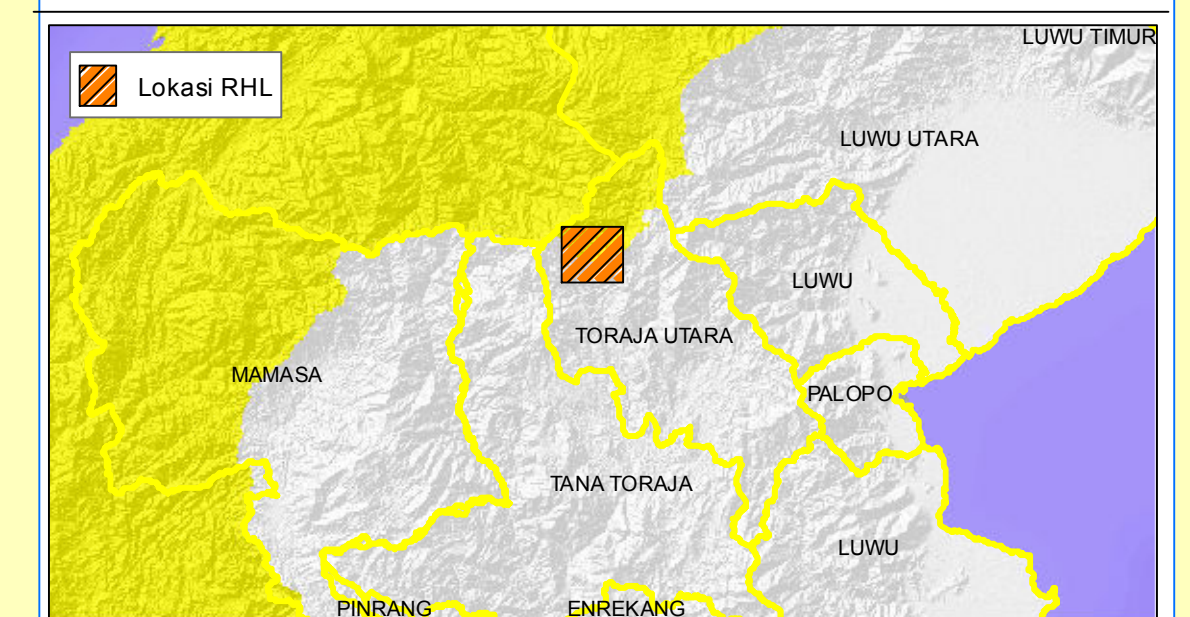 LUWU TIMUR
Lokasi RHL
LUWU UTARA
LUWU
TORAJA UTARA
MAMASA
PALOPO
TANA TORAJA
LUWU
PINRANG
ENREKANG